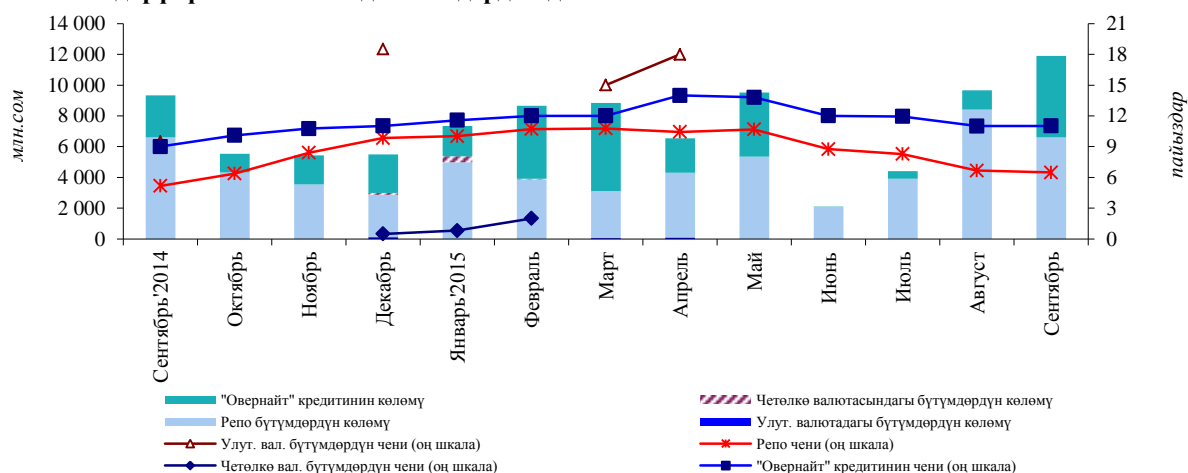 14 000
12 000
10 000
8 000
6 000
4 000
2 000
0
млн.сом
21
18
15
12
9
6
3
0
пайыздар
Сентябрь'2014
Октябрь
Ноябрь
Декабрь
Январь'2015
Февраль
Март
Апрель
Май
Июнь
Июль
Август
Сентябрь
"Овернайт" кредитинин көлөмү
Четөлкө валютасындагы бүтүмдөрдүн көлөмү
Репо бүтүмдөрдүн көлөмү
Улут. валютадагы бүтүмдөрдүн көлөмү
Улут. вал. бүтүмдөрдүн чени (оң шкала)
Репо чени (оң шкала)
Четөлкө вал. бүтүмдөрдүн чени (оң шкала)
"Овернайт" кредитинин чени (оң шкала)